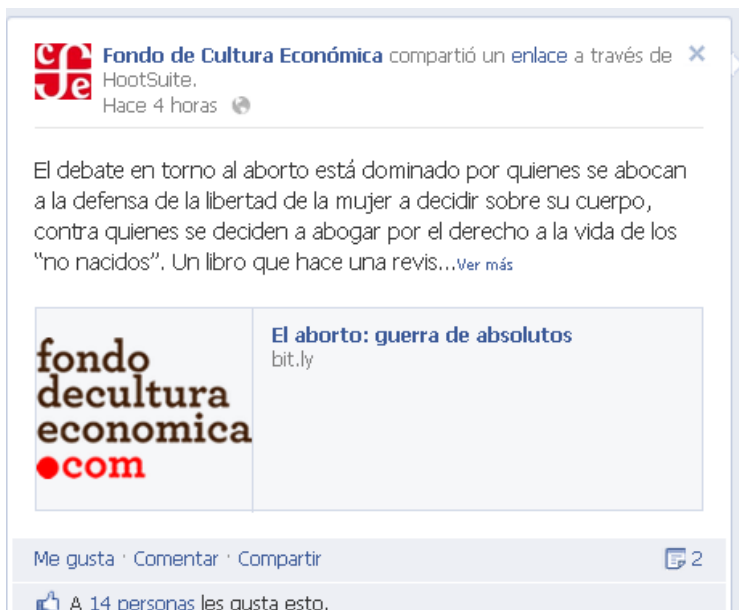 cfe
Fondo de Cultura Económica compartió un enlace a través de
HootSuite.
Hace 4 horas
El debate en torno al aborto está dominado por quienes se abocan
a la defensa de la libertad de la mujer a decidir sobre su cuerpo,
contra quienes se deciden a abogar por el derecho a la vida de los
"no nacidos". Un libro que hace una revis...Ver más
fondo
decultura
economica
.com
El aborto: guerra de absolutos
bit.ly
Me gusta · Comentar · Compartir
2
A 14 personas les gusta esto.